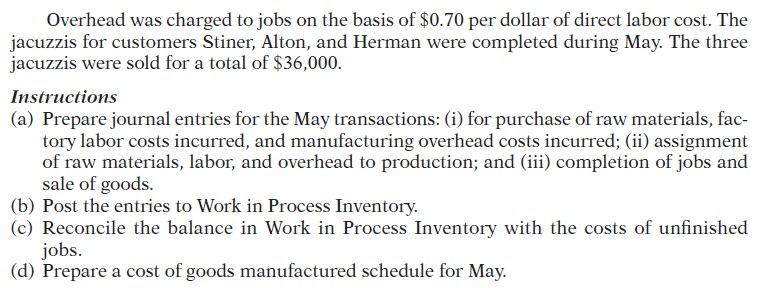 Overhead was charged to jobs on the basis of $0.70 per dollar of direct labor cost. The
jacuzzis for customers Stiner, Alton, and Herman were completed during May. The three
jacuzzis were sold for a total of $36,000.
Instructions
(a) Prepare journal entries for the May transactions: (i) for purchase of raw materials, fac-
tory labor costs incurred, and manufacturing overhead costs incurred; (ii) assignment
of raw materials, labor, and overhead to production; and (iii) completion of jobs and
sale of goods.
(b) Post the entries to Work in Process Inventory.
(c) Reconcile the balance in Work in Process Inventory with the costs of unfinished
jobs.
(d) Prepare a cost of goods manufactured schedule for May.